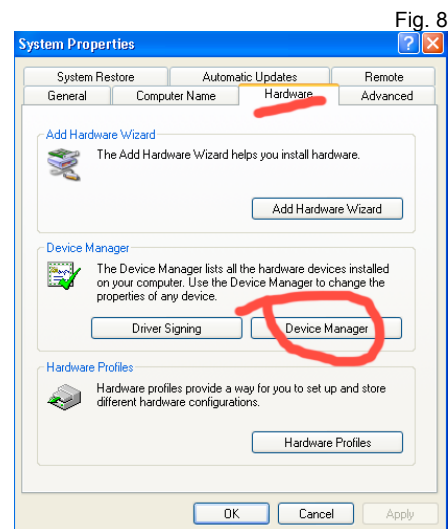 Fig. 8
System Properties
System Restore Automatic Updates Remote
General Computer Name Hardware Advanced
Add Hardware Wizard
The Add Hardware Wizard helps you install hardware.
Add Hardware Wizard
Device Manager
The Device Manager lists all the hardware devices installed
on your computer. Use the Device Manager to change the
properties of any device.
Driver Signing Device Manager
Hardware Profiles
Hardware profiles provide a way for you to set up and store
different hardware configurations.
Hardware Profiles
OK Cancel Apply